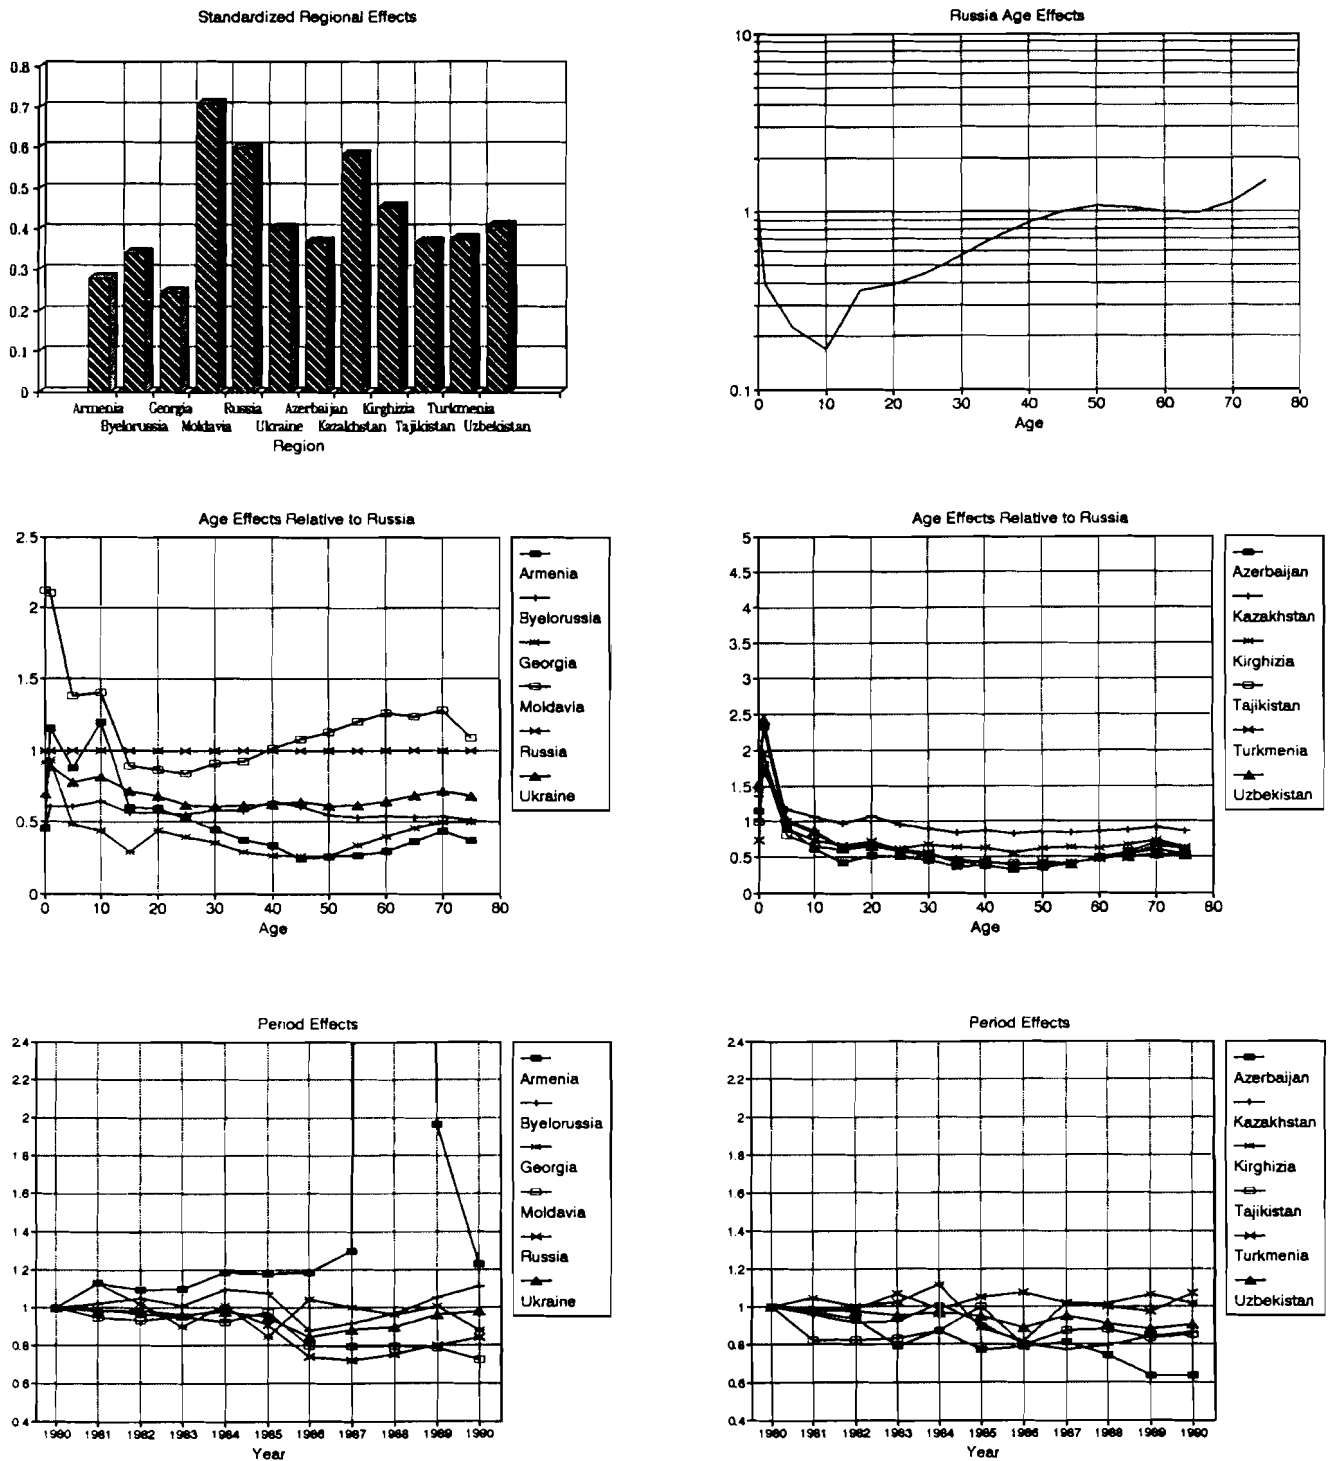 Standardized Regional Effects
0.8
0.7
0.6
0.5
0.4
0.3
0.2
0.1
0
Armenia Georgia Russia Azerbaijan Kirghizia Turkmenia
Byelorussia Moldavia Ukraine Kazakhstan Tajikistan Uzbekistan
Region
Russia Age Effects
10
1
0.1
0 10 20 30 40 50 60 70 80
Age
Age Effects Relative to Russia
2.5
2
1.5
1
0.5
0
0 10 20 30 40 50 60 70 80
Age
Armenia
Byelorussia
Georgia
Moldavia
Russia
Ukraine
Age Effects Relative to Russia
5
4.5
4
3.5
3
2.5
2
1.5
1
0.5
0
0 10 20 30 40 50 60 70 80
Age
Azerbaijan
Kazakhstan
Kirghizia
Tajikistan
Turkmenia
Uzbekistan
Period Effects
2.4
2.2
2
1.8
1.6
1.4
1.2
1
0.8
0.6
0.4
1980 1981 1982 1983 1984 1985 1986 1987 1988 1989 1990
Year
Armenia
Byelorussia
Georgia
Moldavia
Russia
Ukraine
Period Effects
2.4
2.2
2
1.8
1.6
1.4
1.2
1
0.8
0.6
0.4
1980 1981 1982 1983 1984 1985 1986 1987 1988 1989 1990
Year
Azerbaijan
Kazakhstan
Kirghizia
Tajikistan
Turkmenia
Uzbekistan